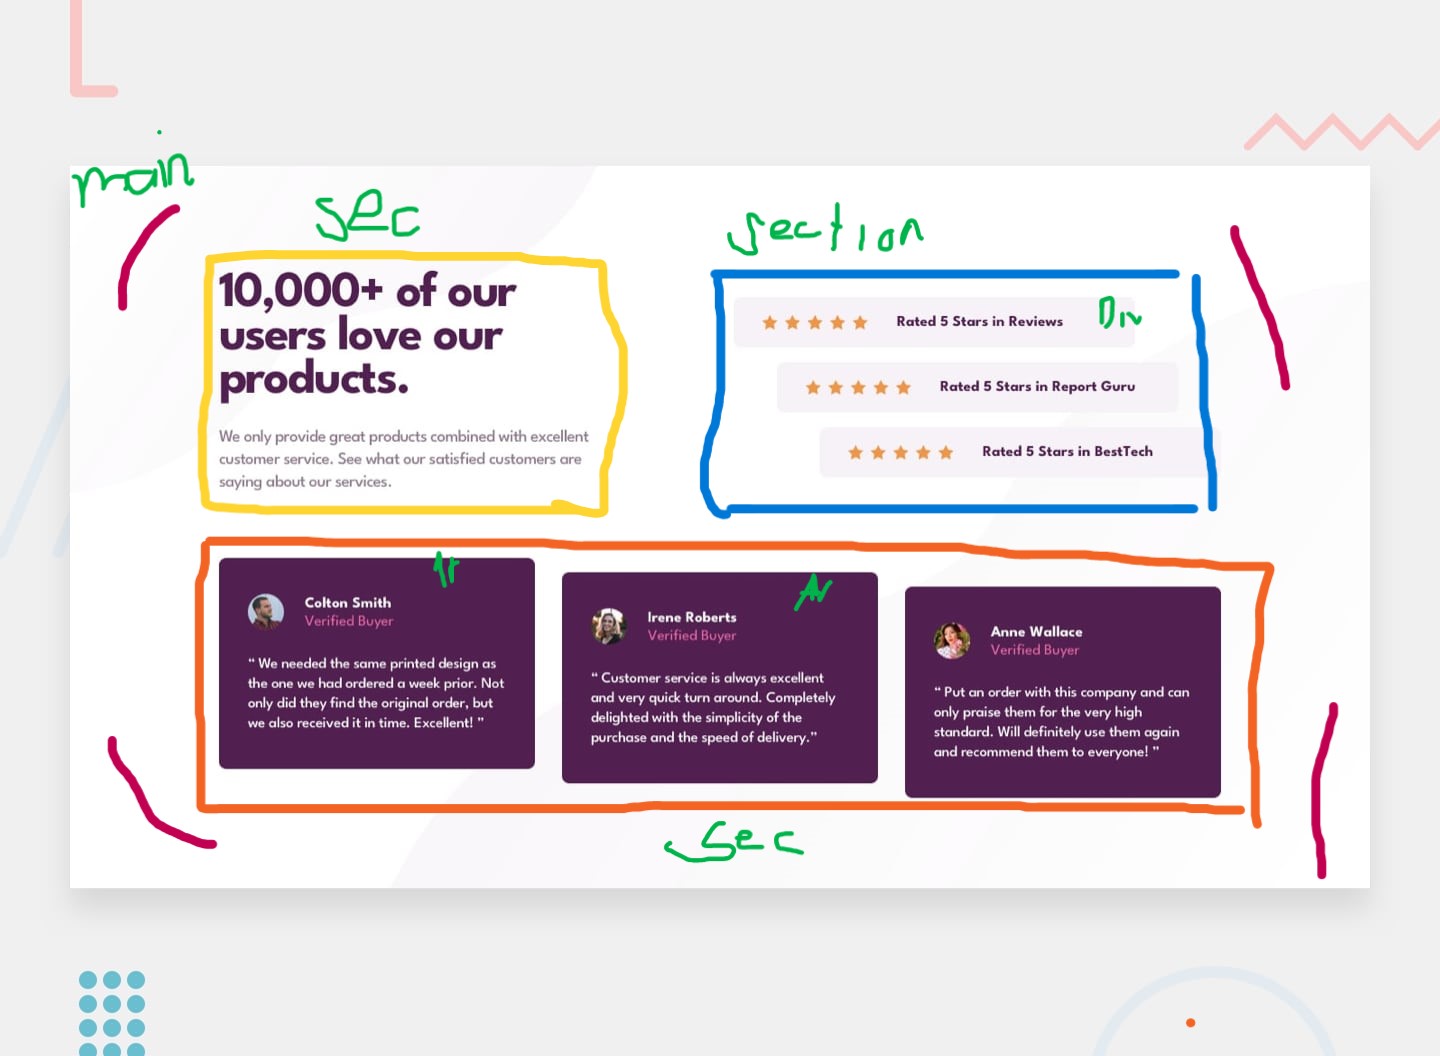 main
sec
section
10,000+ of our
users love our
products.
We only provide great products combined with excellent
customer service. See what our satisfied customers are
saying about our services.
Rated 5 Stars in Reviews
Div
Rated 5 Stars in Report Guru
Rated 5 Stars in BestTech
Colton Smith
Verified Buyer
“ We needed the same printed design as
the one we had ordered a week prior. Not
only did they find the original order, but
we also received it in time. Excellent! ”
Irene Roberts
Verified Buyer
“ Customer service is always excellent
and very quick turn around. Completely
delighted with the simplicity of the
purchase and the speed of delivery.”
Anne Wallace
Verified Buyer
“ Put an order with this company and can
only praise them for the very high
standard. Will definitely use them again
and recommend them to everyone! ”
sec